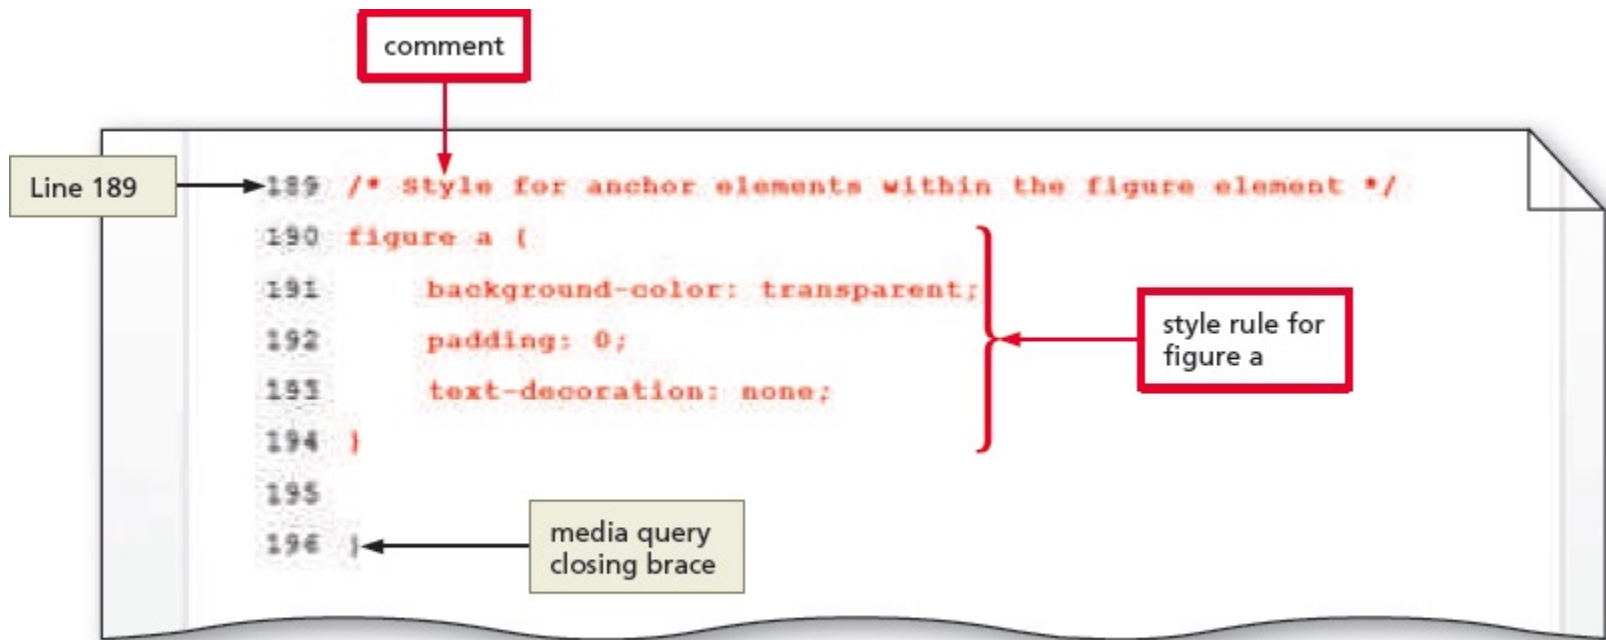 comment
Line 189
189 /* Style for anchor elements within the figure element */
190 figure a {
191 background-color: transparent;
192 padding: 0;
193 text-decoration: none;
194 }
195
196 }
style rule for
figure a
media query
closing brace